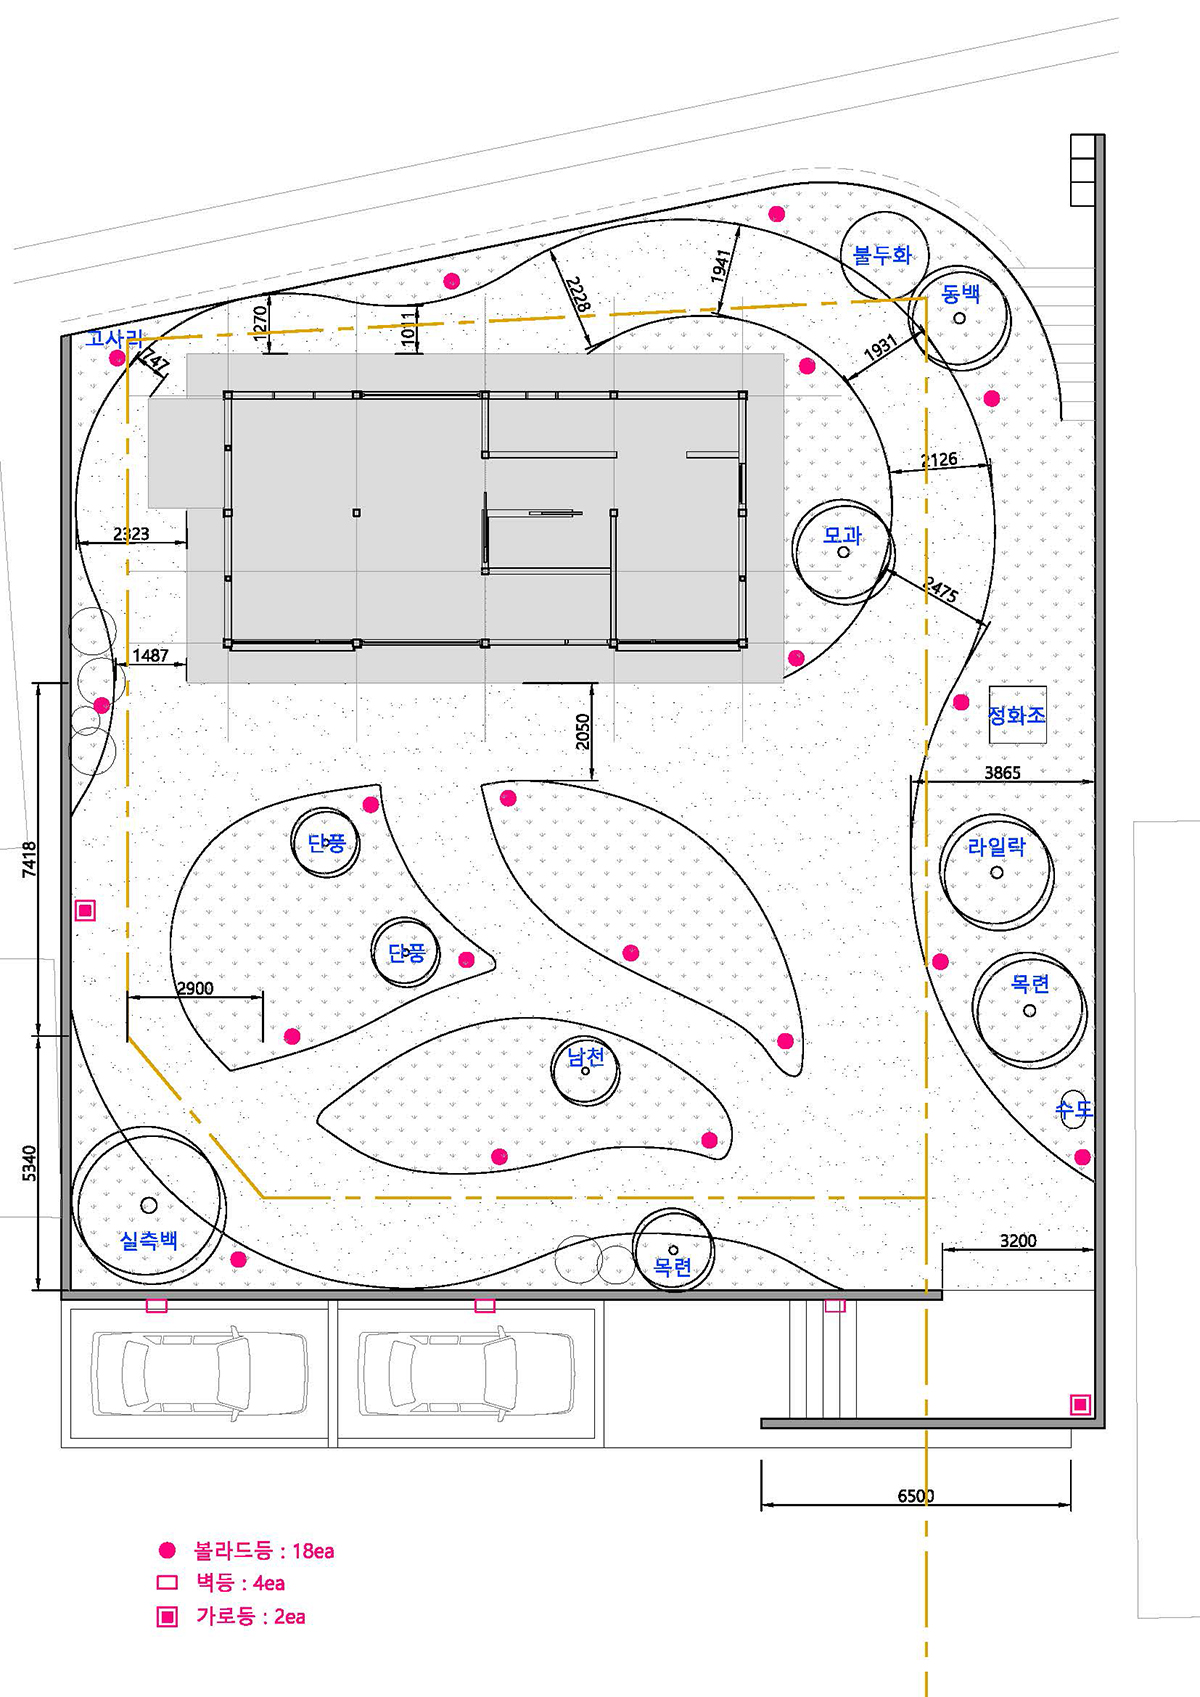 불두화
동백
1941
2228
1270
1011
고사리
747
1931
2126
2323
모과
2475
1487
정화조
2050
3865
단풍
라일락
7418
단풍
목련
2900
남천
수도
5340
실측백
목련
3200
6500
볼라드등 : 18ea
벽등 : 4ea
가로등 : 2ea